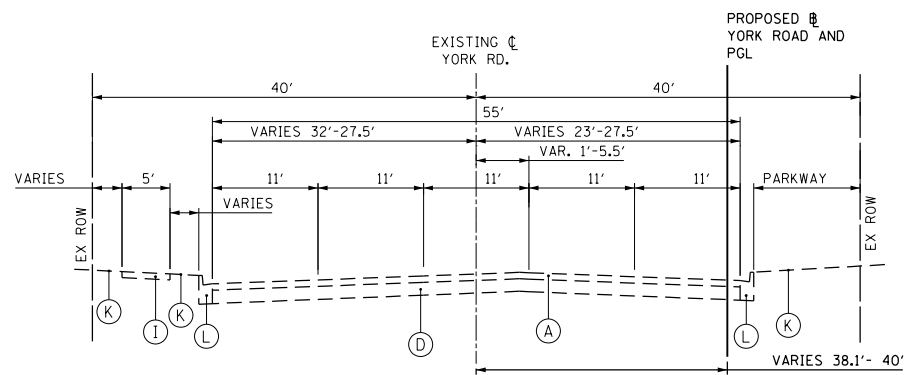 PROPOSED ⅊
YORK ROAD AND
PGL
EXISTING ℄
YORK RD.
40' 40'
55'
VARIES 32'-27.5' VARIES 23'-27.5'
VAR. 1'-5.5'
VARIES 5' 11' 11' 11' 11' 11' PARKWAY
VARIES
EX ROW EX ROW
K I K L D A L K
VARIES 38.1'- 40'